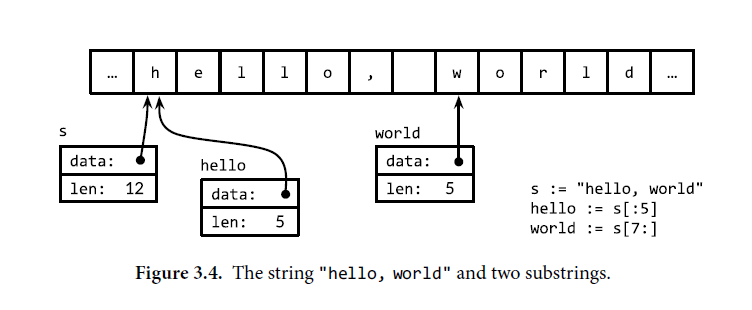 … h e l l o , w o r l d …
s
data:
len: 12
hello
data:
len: 5
world
data:
len: 5
s := "hello, world"
hello := s[:5]
world := s[7:]
Figure 3.4. The string "hello, world" and two substrings.